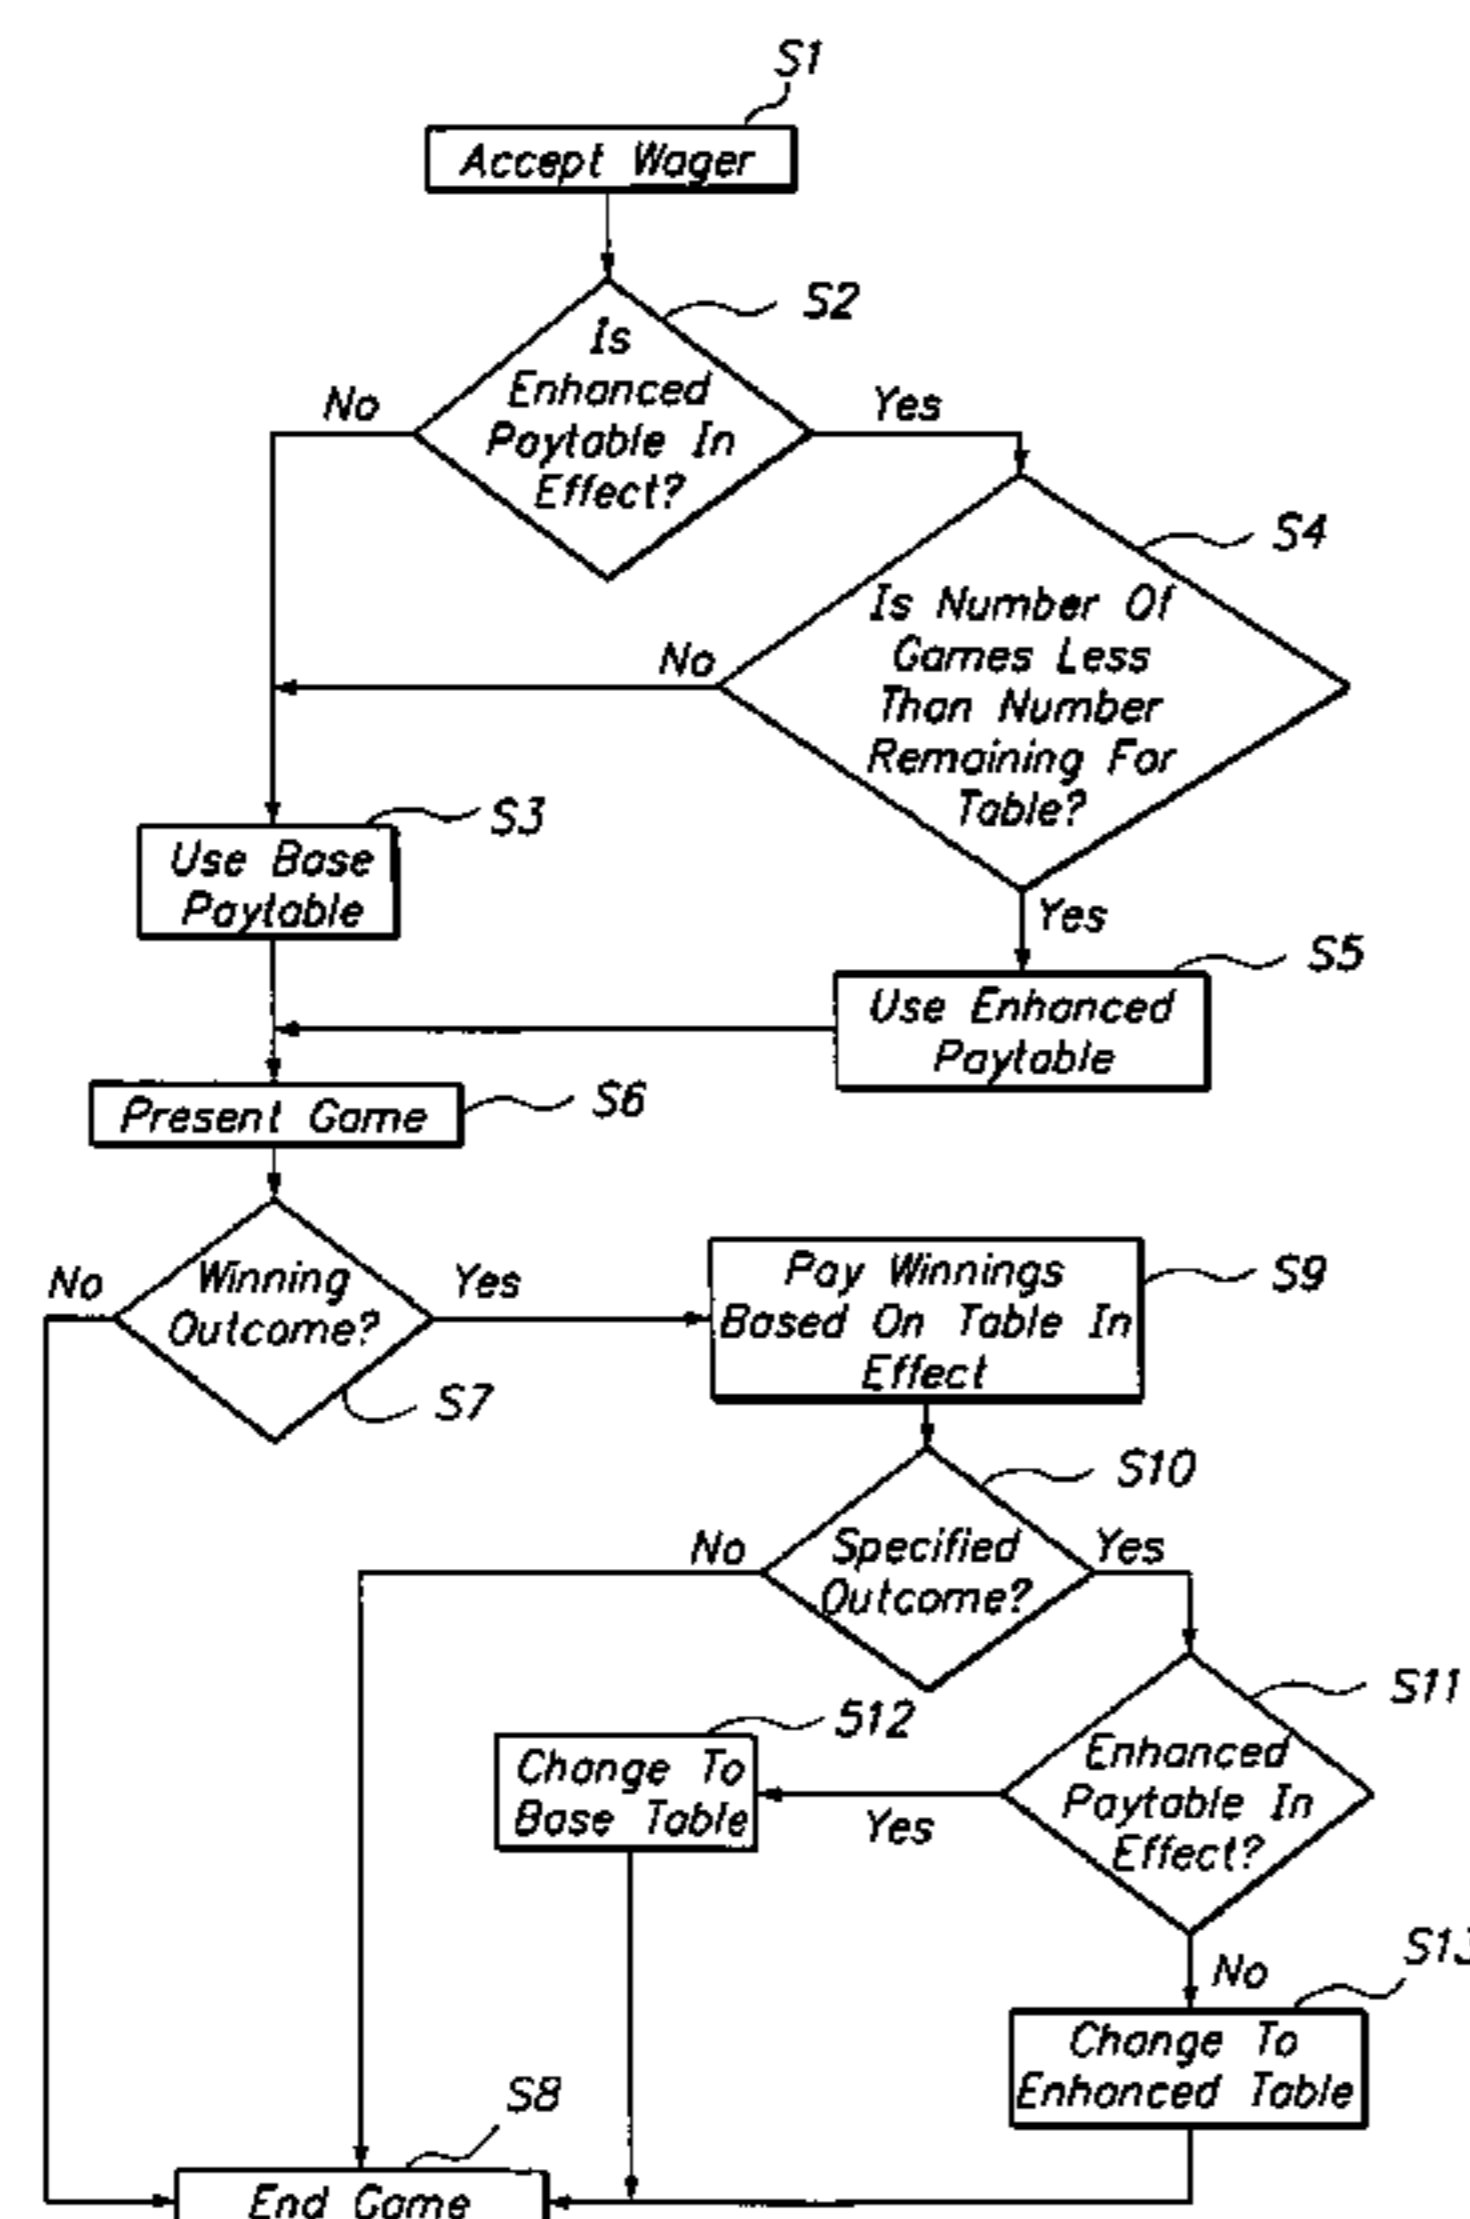 S1
Accept Wager
S2
Is
Enhanced
Paytable In
Effect?
No
Yes
S4
Is Number Of
Games Less
Than Number
Remaining For
Table?
No
S3
Use Base
Paytable
Yes
S5
Use Enhanced
Paytable
Present Game
S6
No
Winning
Outcome?
Yes
S7
Pay Winnings
Based On Table In
Effect
S9
S10
No
Specified
Outcome?
Yes
S11
512
Change To
Base Table
Enhanced
Paytable In
Effect?
Yes
No
S13
Change To
Enhanced Table
S8
End Game